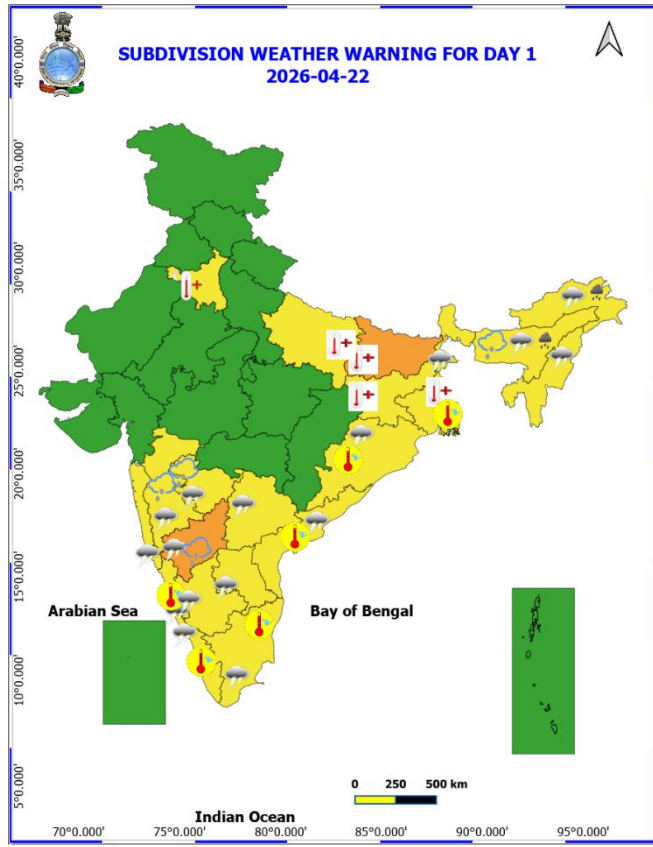 SUBDIVISION WEATHER WARNING FOR DAY 1
2026-04-22
40°0.000'
35°0.000'
30°0.000'
25°0.000'
20°0.000'
15°0.000'
10°0.000'
5°0.000'
Arabian Sea
Bay of Bengal
0 250 500 km
Indian Ocean
70°0.000' 75°0.000' 80°0.000' 85°0.000' 90°0.000' 95°0.000'